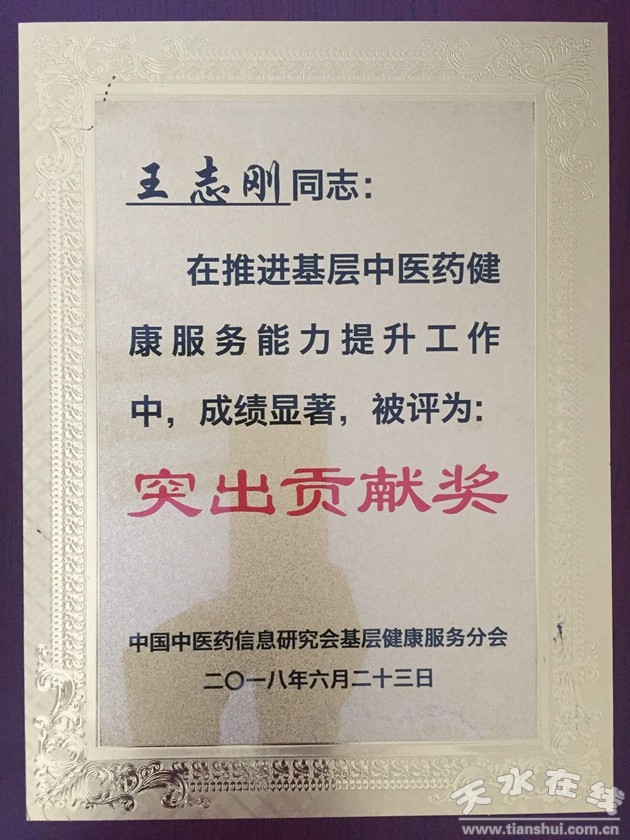 王志刚同志：
在推进基层中医药健
康服务能力提升工作
中，成绩显著，被评为：
突出贡献奖
中国中医药信息研究会基层健康服务分会
二〇一八年六月二十三日
天水在线
www.tianshui.com.cn